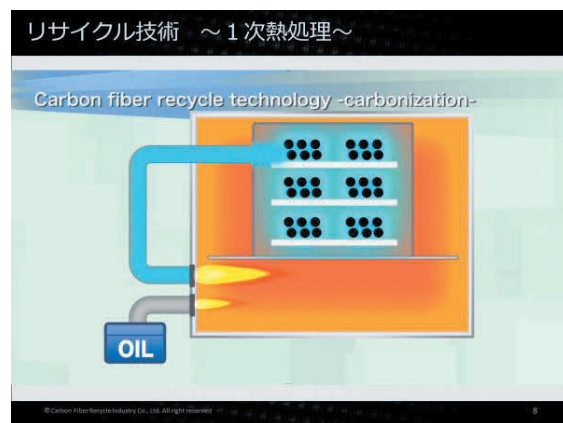 リサイクル技術　～１次熱処理～
Carbon fiber recycle technology -carbonization-
OIL
© Carbon Fiber Recycle Industry Co., Ltd. All right reserved
8